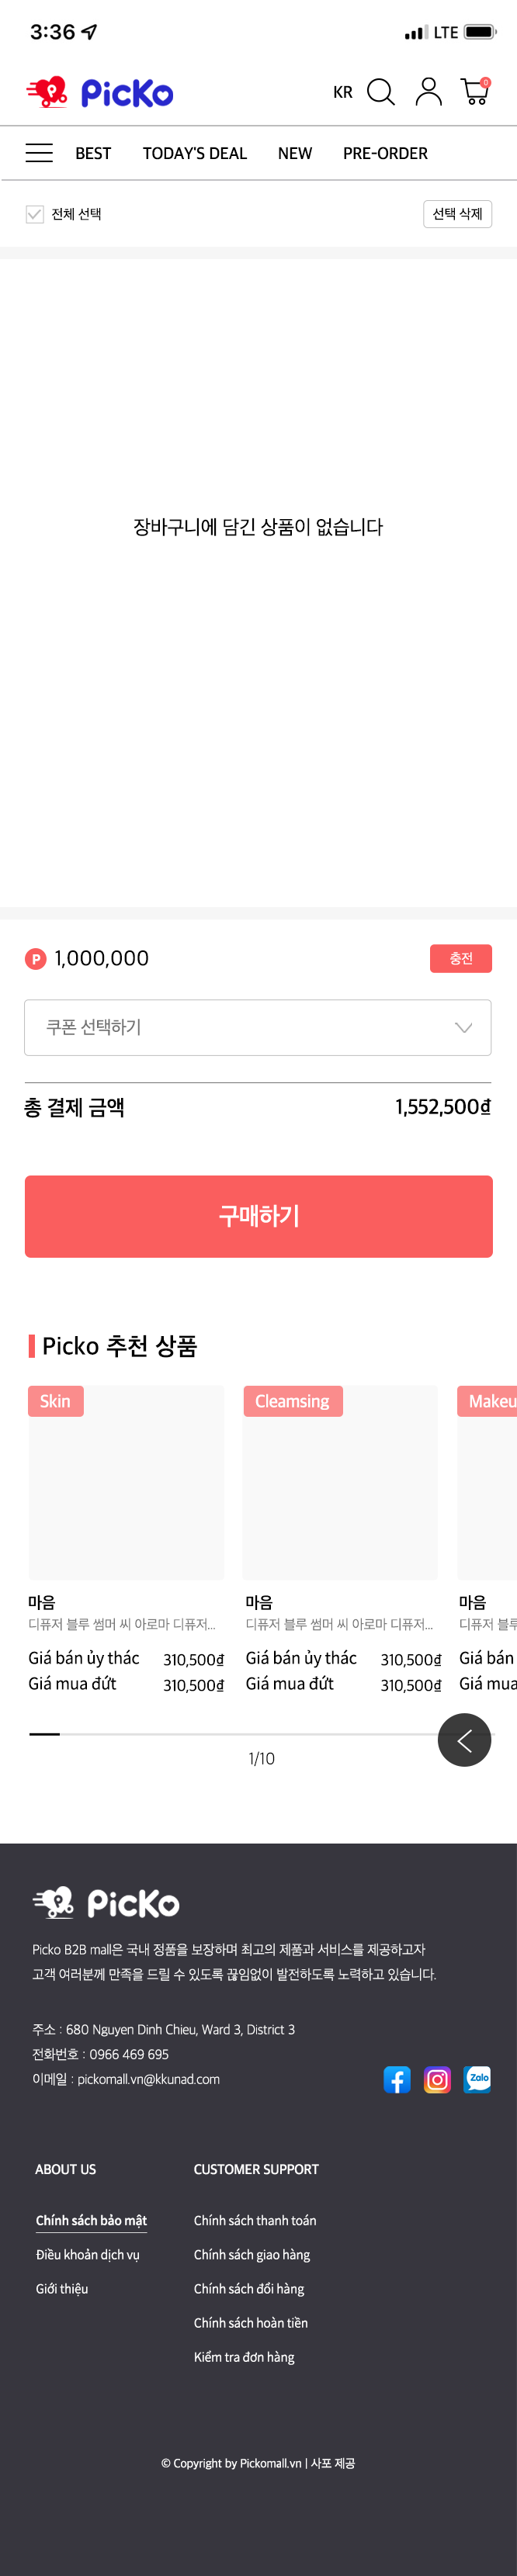 3:36 LTE
PicKo KR 0
BEST TODAY'S DEAL NEW PRE-ORDER
전체 선택 선택 삭제
장바구니에 담긴 상품이 없습니다
P 1,000,000 충전
쿠폰 선택하기
총 결제 금액 1,552,500₫
구매하기
Picko 추천 상품
Skin Cleamsing Makeu
마음 마음 마음
디퓨저 블루 썸머 씨 아로마 디퓨저... 디퓨저 블루 썸머 씨 아로마 디퓨저... 디퓨저 블루
Giá bán ủy thác 310,500₫ Giá bán ủy thác 310,500₫ Giá bán
Giá mua đứt 310,500₫ Giá mua đứt 310,500₫ Giá mua
1/10
PicKo
Picko B2B mall은 국내 정품을 보장하며 최고의 제품과 서비스를 제공하고자
고객 여러분께 만족을 드릴 수 있도록 끊임없이 발전하도록 노력하고 있습니다.
주소 : 680 Nguyen Dinh Chieu, Ward 3, District 3
전화번호 : 0966 469 695
이메일 : pickomall.vn@kkunad.com
Zalo
ABOUT US CUSTOMER SUPPORT
Chính sách bảo mật Chính sách thanh toán
Điều khoản dịch vụ Chính sách giao hàng
Giới thiệu Chính sách đổi hàng
Chính sách hoàn tiền
Kiểm tra đơn hàng
© Copyright by Pickomall.vn | 사포 제공